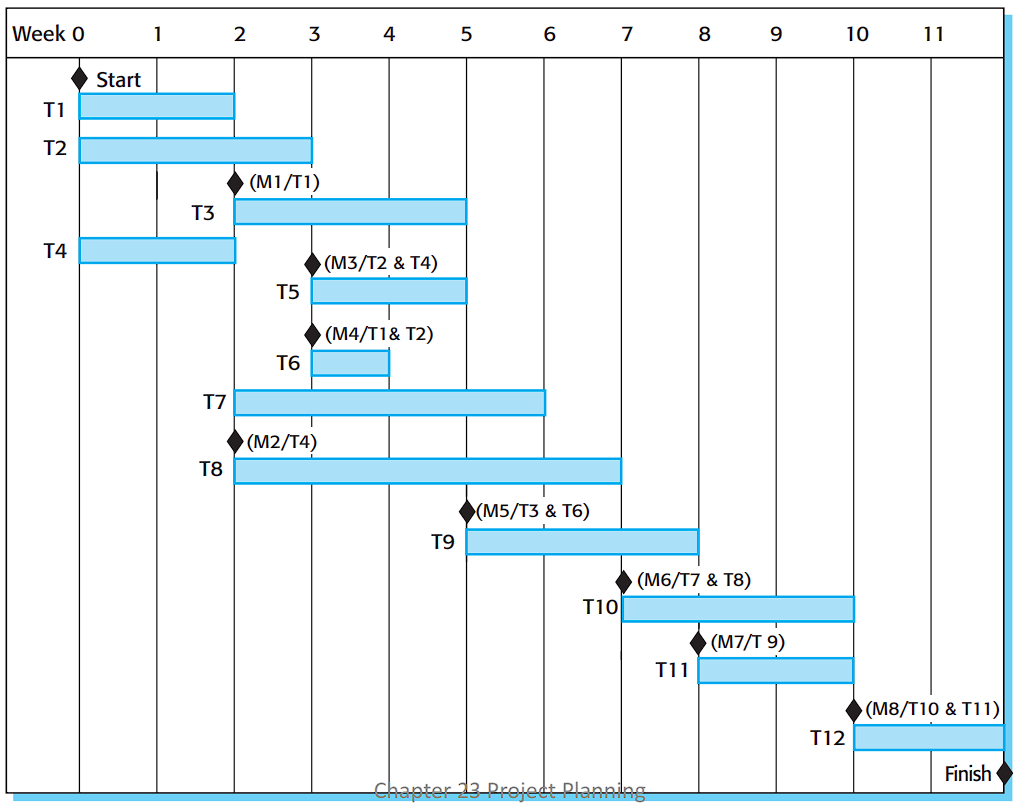 Week 0 1 2 3 4 5 6 7 8 9 10 11
Start
T1
T2
(M1/T1)
T3
T4
(M3/T2 & T4)
T5
(M4/T1& T2)
T6
T7
(M2/T4)
T8
(M5/T3 & T6)
T9
(M6/T7 & T8)
T10
(M7/T 9)
T11
(M8/T10 & T11)
T12
Finish
Chapter 23 Project Planning